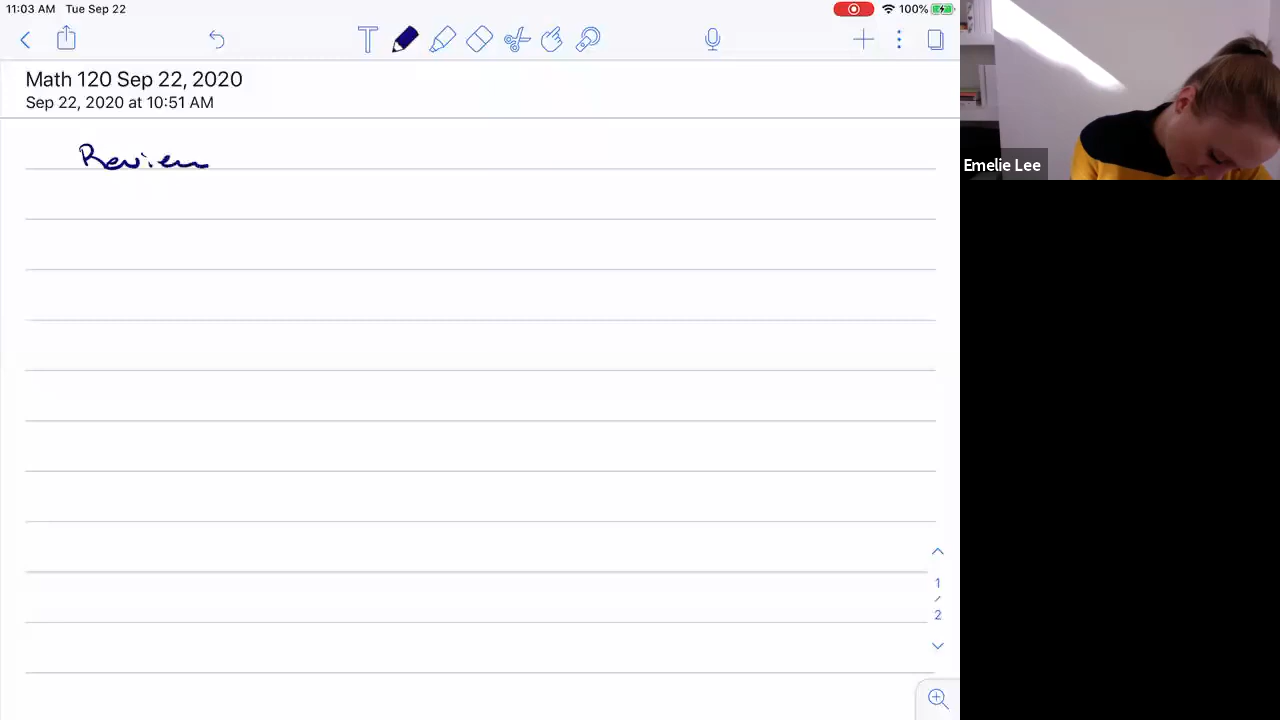 11:03 AM Tue Sep 22
100%
T
Math 120 Sep 22, 2020
Sep 22, 2020 at 10:51 AM
Review
Emelie Lee
1
/
2